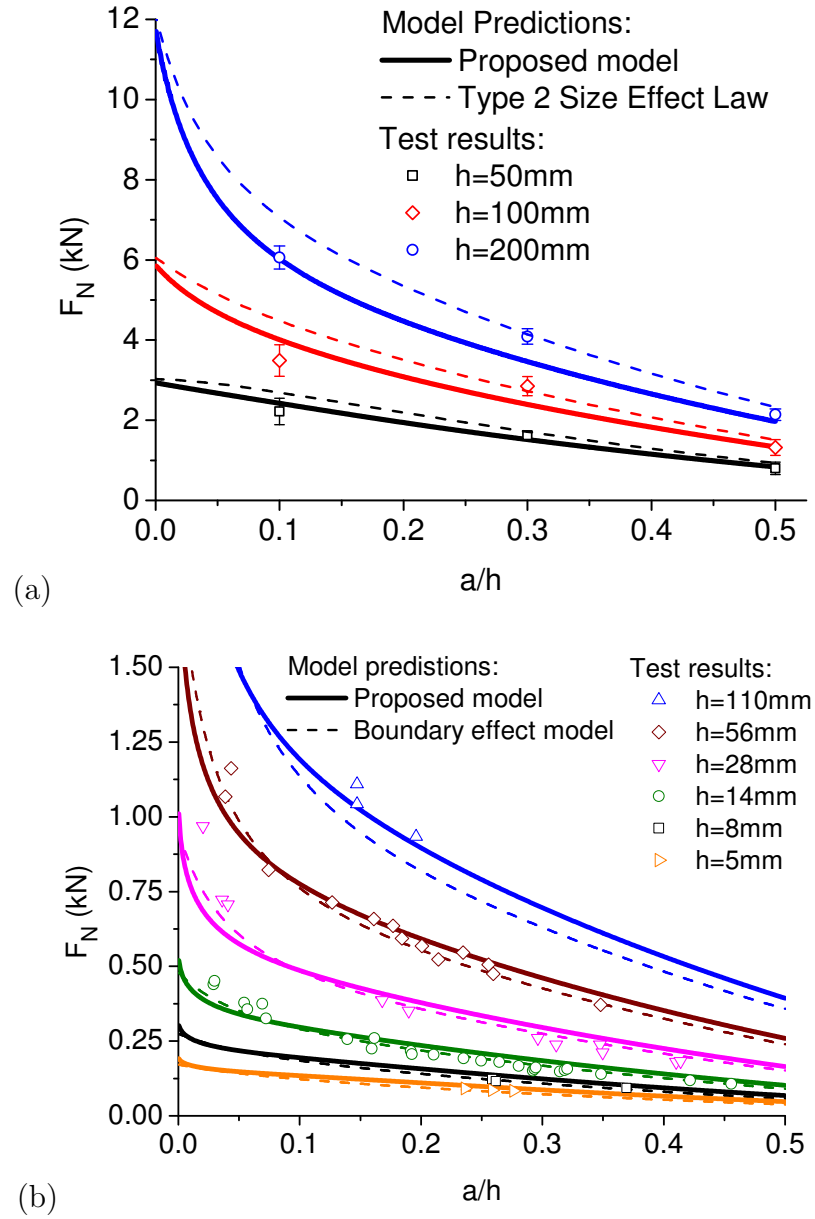 12
10
8
6
4
2
0
F_N (kN)
Model Predictions:
Proposed model
Type 2 Size Effect Law
Test results:
h=50mm
h=100mm
h=200mm
0.0 0.1 0.2 0.3 0.4 0.5
a/h
(a)
1.50
1.25
1.00
0.75
0.50
0.25
0.00
F_N (kN)
Model predistions:
Proposed model
Boundary effect model
Test results:
h=110mm
h=56mm
h=28mm
h=14mm
h=8mm
h=5mm
0.0 0.1 0.2 0.3 0.4 0.5
a/h
(b)